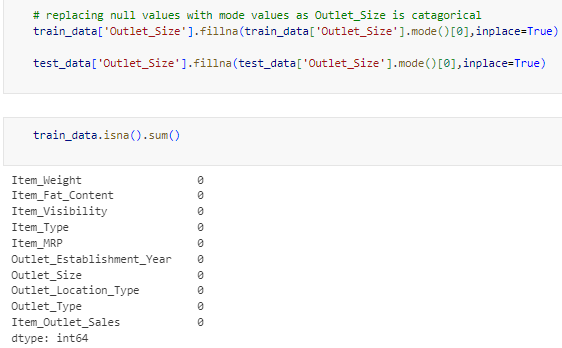 # replacing null values with mode values as Outlet_Size is catagorical
train_data['Outlet_Size'].fillna(train_data['Outlet_Size'].mode()[0],inplace=True)
test_data['Outlet_Size'].fillna(test_data['Outlet_Size'].mode()[0],inplace=True)
train_data.isna().sum()
Item_Weight 0
Item_Fat_Content 0
Item_Visibility 0
Item_Type 0
Item_MRP 0
Outlet_Establishment_Year 0
Outlet_Size 0
Outlet_Location_Type 0
Outlet_Type 0
Item_Outlet_Sales 0
dtype: int64